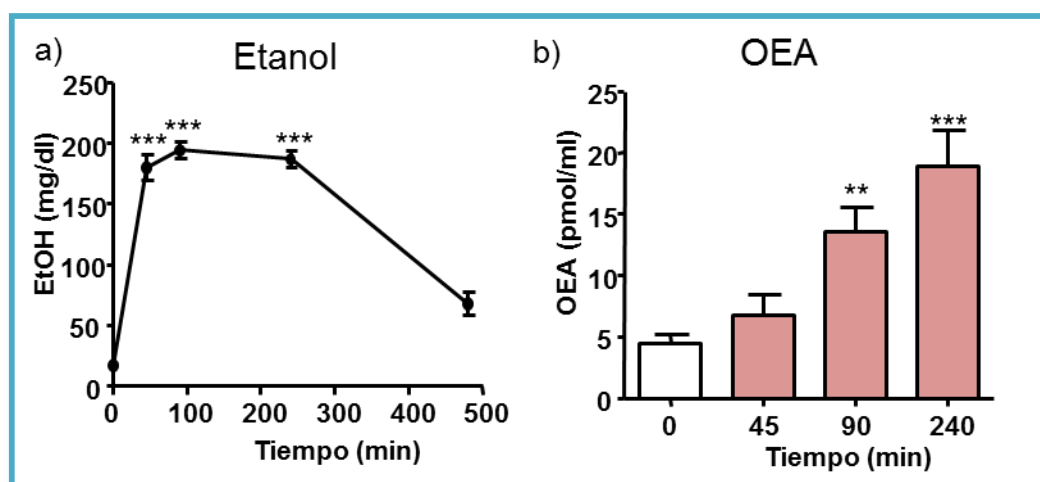 a)
Etanol
250
200
150
100
50
0
EtOH (mg/dl)
***
***
***
0 100 200 300 400 500
Tiempo (min)
b)
OEA
25
20
15
10
5
0
OEA (pmol/ml)
**
***
0 45 90 240
Tiempo (min)